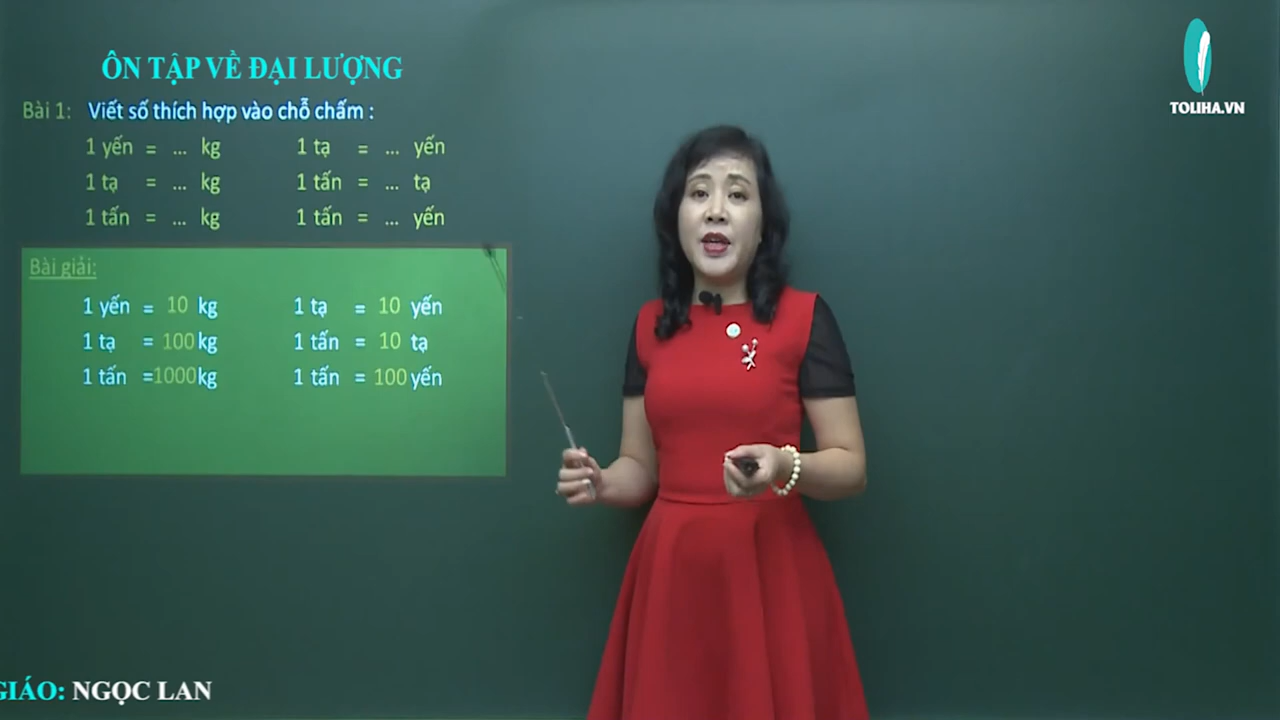 ÔN TẬP VỀ ĐẠI LƯỢNG
TOLIHA.VN
Bài 1: Viết số thích hợp vào chỗ chấm :
1 yến = ... kg 1 tạ = ... yến
1 tạ = ... kg 1 tấn = ... tạ
1 tấn = ... kg 1 tấn = ... yến
Bài giải:
1 yến = 10 kg 1 tạ = 10 yến
1 tạ = 100 kg 1 tấn = 10 tạ
1 tấn =1000kg 1 tấn = 100 yến
GIÁO: NGỌC LAN